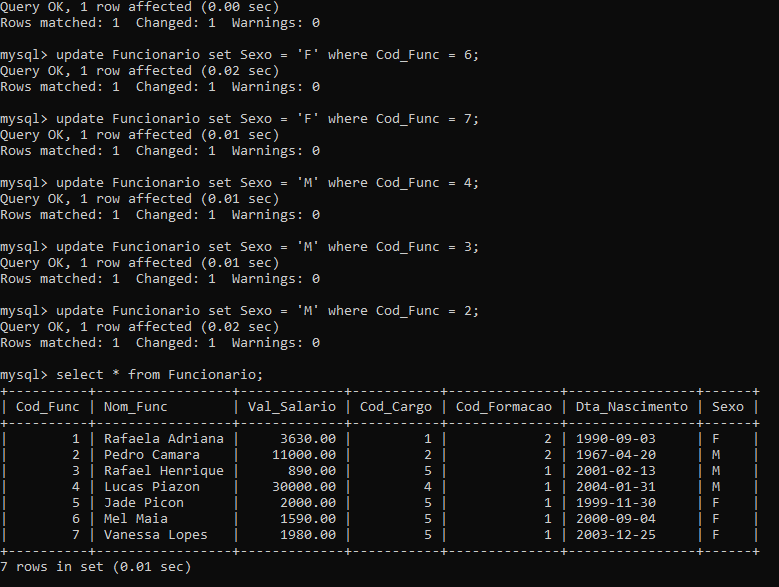 Query OK, 1 row affected (0.00 sec)
Rows matched: 1  Changed: 1  Warnings: 0
mysql> update Funcionario set Sexo = 'F' where Cod_Func = 6;
Query OK, 1 row affected (0.02 sec)
Rows matched: 1  Changed: 1  Warnings: 0
mysql> update Funcionario set Sexo = 'F' where Cod_Func = 7;
Query OK, 1 row affected (0.01 sec)
Rows matched: 1  Changed: 1  Warnings: 0
mysql> update Funcionario set Sexo = 'M' where Cod_Func = 4;
Query OK, 1 row affected (0.01 sec)
Rows matched: 1  Changed: 1  Warnings: 0
mysql> update Funcionario set Sexo = 'M' where Cod_Func = 3;
Query OK, 1 row affected (0.01 sec)
Rows matched: 1  Changed: 1  Warnings: 0
mysql> update Funcionario set Sexo = 'M' where Cod_Func = 2;
Query OK, 1 row affected (0.02 sec)
Rows matched: 1  Changed: 1  Warnings: 0
mysql> select * from Funcionario;
+----------+-----------------+-------------+-----------+--------------+----------------+------+
| Cod_Func | Nom_Func        | Val_Salario | Cod_Cargo | Cod_Formacao | Dta_Nascimento | Sexo |
+----------+-----------------+-------------+-----------+--------------+----------------+------+
|        1 | Rafaela Adriana |     3630.00 |         1 |            2 | 1990-09-03     | F    |
|        2 | Pedro Camara    |    11000.00 |         2 |            2 | 1967-04-20     | M    |
|        3 | Rafael Henrique |      890.00 |         5 |            1 | 2001-02-13     | M    |
|        4 | Lucas Piazon    |    30000.00 |         4 |            1 | 2004-01-31     | M    |
|        5 | Jade Picon      |     2000.00 |         5 |            1 | 1999-11-30     | F    |
|        6 | Mel Maia        |     1590.00 |         5 |            1 | 2000-09-04     | F    |
|        7 | Vanessa Lopes   |     1980.00 |         5 |            1 | 2003-12-25     | F    |
+----------+-----------------+-------------+-----------+--------------+----------------+------+
7 rows in set (0.01 sec)